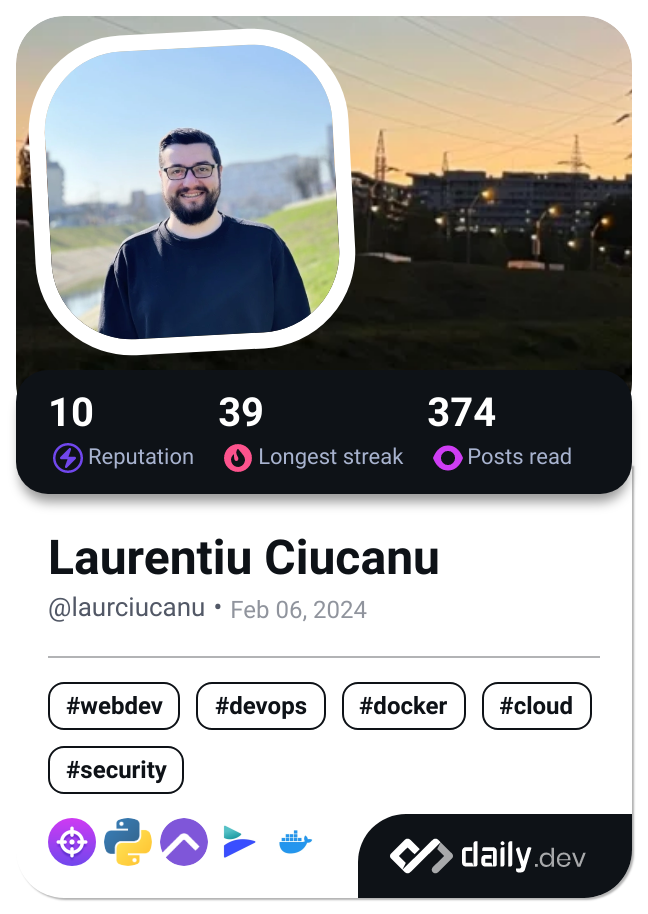 10 39 374
Reputation Longest streak Posts read
Laurentiu Ciucanu
@laurciucanu • Feb 06, 2024
#webdev #devops #docker #cloud
#security
daily.dev